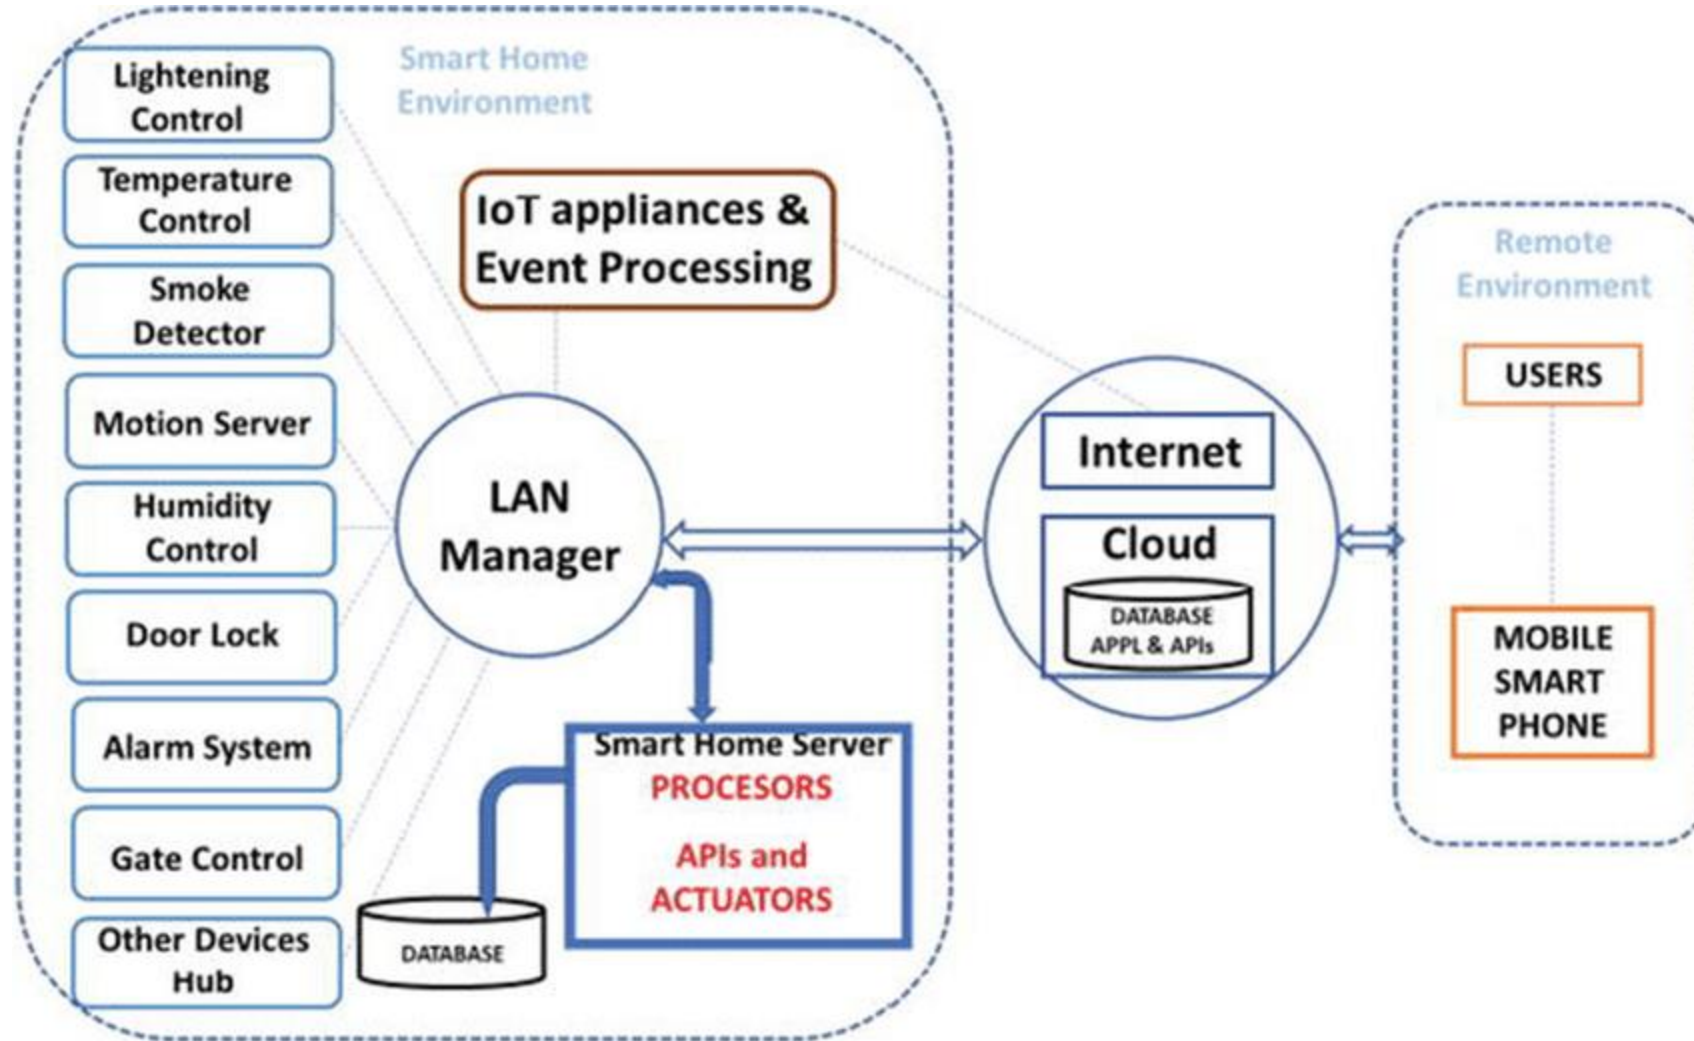 Smart Home
Environment
Lightening
Control
Temperature
Control
Smoke
Detector
Motion Server
Humidity
Control
Door Lock
Alarm System
Gate Control
Other Devices
Hub
IoT appliances &
Event Processing
LAN
Manager
Smart Home Server
PROCESORS
APIs and
ACTUATORS
DATABASE
Internet
Cloud
DATABASE
APPL & APIs
Remote
Environment
USERS
MOBILE
SMART
PHONE